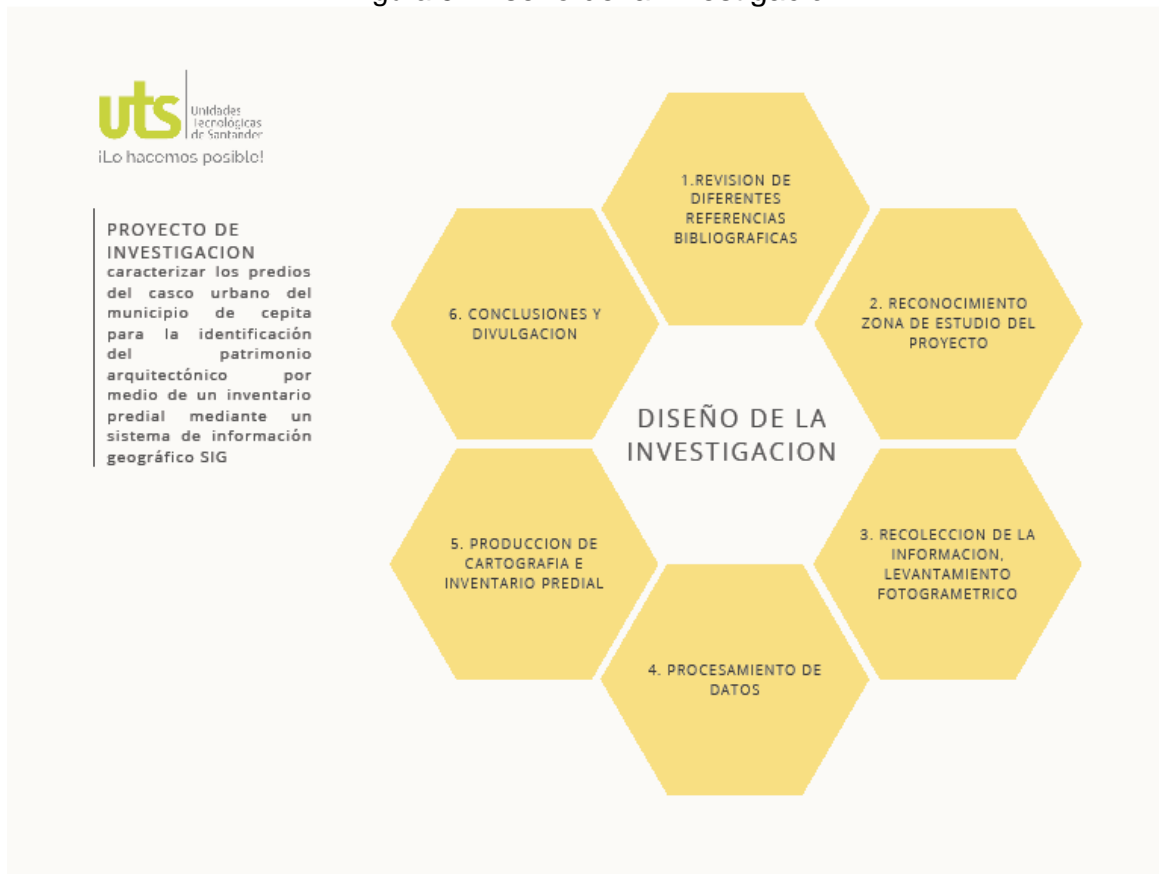 uts
Unidades
Tecnológicas
de Santander
¡Lo hacemos posible!
PROYECTO DE
INVESTIGACION
caracterizar los predios
del casco urbano del
municipio de cepita
para la identificación
del patrimonio
arquitectónico por
medio de un inventario
predial mediante un
sistema de información
geográfico SIG
DISEÑO DE LA
INVESTIGACION
1.REVISION DE
DIFERENTES
REFERENCIAS
BIBLIOGRAFICAS
2. RECONOCIMIENTO
ZONA DE ESTUDIO DEL
PROYECTO
3. RECOLECCION DE LA
INFORMACION,
LEVANTAMIENTO
FOTOGRAMETRICO
4. PROCESAMIENTO DE
DATOS
5. PRODUCCION DE
CARTOGRAFIA E
INVENTARIO PREDIAL
6. CONCLUSIONES Y
DIVULGACION